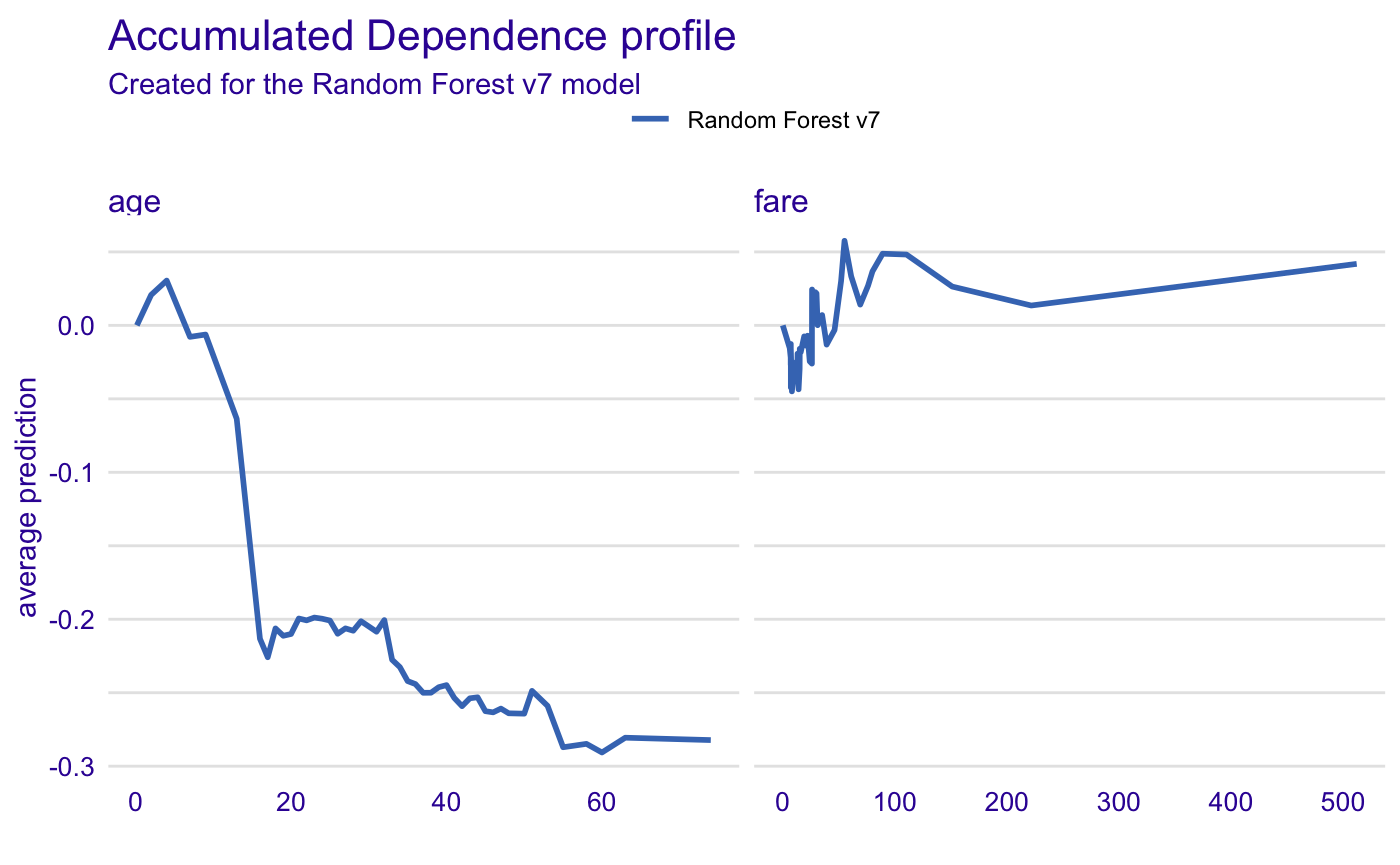 Accumulated Dependence profile
Created for the Random Forest v7 model
Random Forest v7
age
fare
average prediction
0.0
-0.1
-0.2
-0.3
0 20 40 60
0 100 200 300 400 500